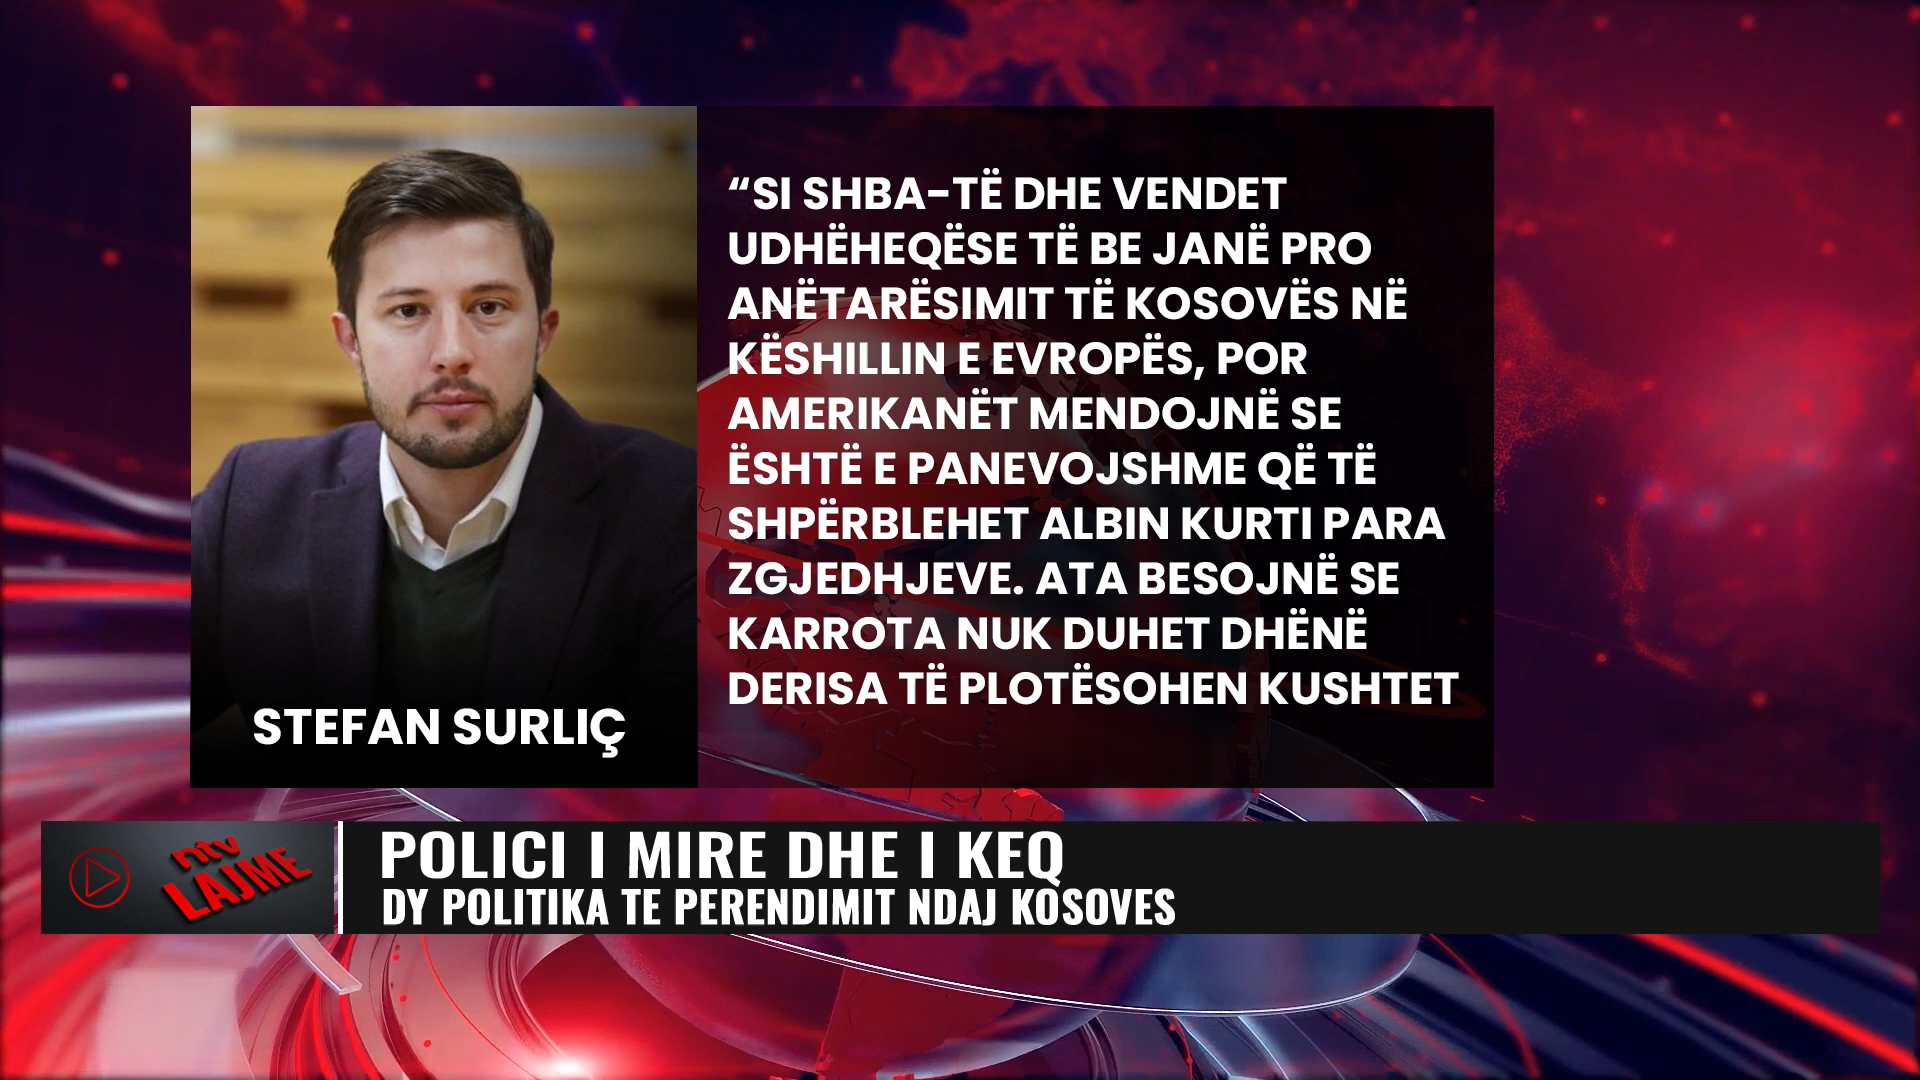 “SI SHBA-TË DHE VENDET
UDHËHEQËSE TË BE JANË PRO
ANËTARËSIMIT TË KOSOVËS NË
KËSHILLIN E EVROPËS, POR
AMERIKANËT MENDOJNË SE
ËSHTË E PANEVOJSHME QË TË
SHPËRBLEHET ALBIN KURTI PARA
ZGJEDHJEVE. ATA BESOJNË SE
KARROTA NUK DUHET DHËNË
DERISA TË PLOTËSOHEN KUSHTET
STEFAN SURLIÇ
ntv
LAJME
POLICI I MIRE DHE I KEQ
DY POLITIKA TE PERENDIMIT NDAJ KOSOVES